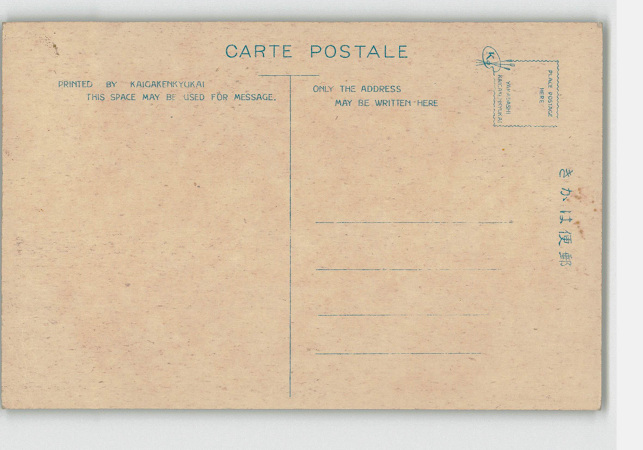 CARTE POSTALE
PRINTED BY KAIGAKENKYUKAI
THIS SPACE MAY BE USED FOR MESSAGE.
ONLY THE ADDRESS
MAY BE WRITTEN HERE
PLACE POSTAGE
HERE
きがは便郵